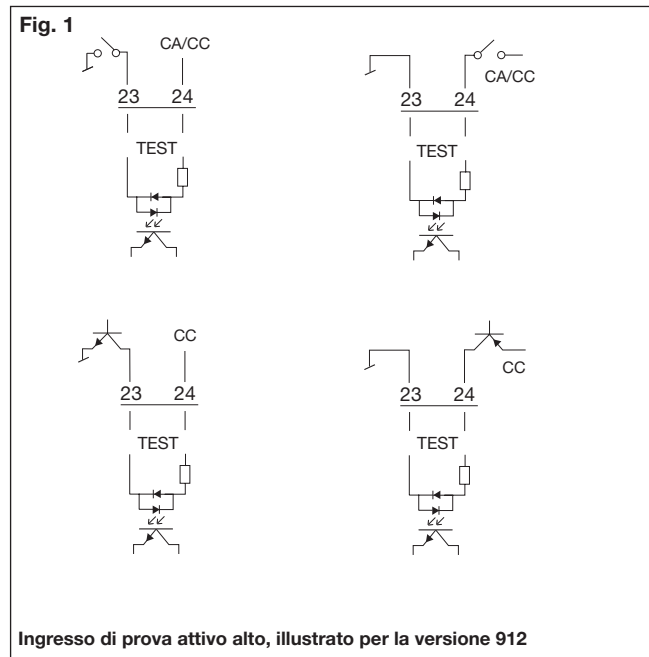 Fig. 1
CA/CC
23 24
TEST
CA/CC
23 24
TEST
CC
23 24
TEST
CC
23 24
TEST
Ingresso di prova attivo alto, illustrato per la versione 912